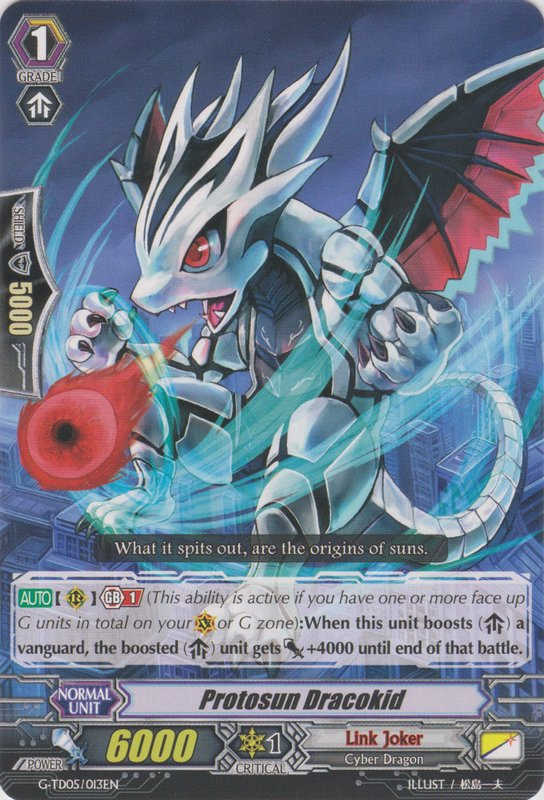 1
GRADE
SHIELD
5000
What it spits out, are the origins of suns.
AUTO【 】GB 1 (This ability is active if you have one or more face up
G units in total on your or G zone):When this unit boosts ( ) a
vanguard, the boosted ( ) unit gets +4000 until end of that battle.
NORMAL
UNIT
Protosun Dracokid
POWER
6000
1
CRITICAL
Link Joker
Cyber Dragon
G-TD05/013EN
ILLUST / 松島一夫